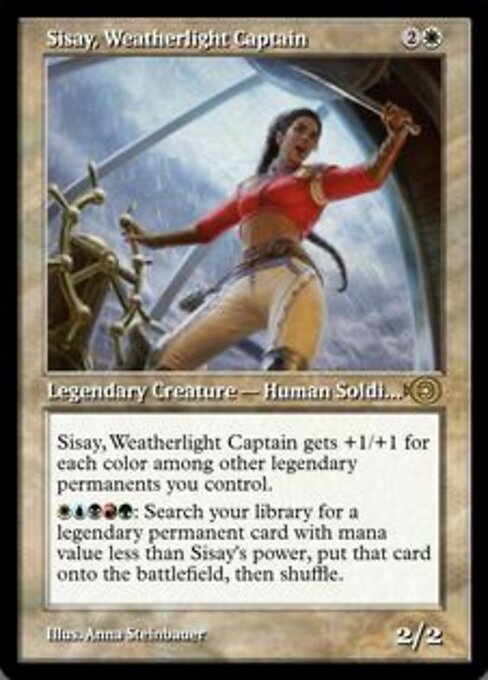 Sisay, Weatherlight Captain 2
Legendary Creature — Human Soldi...
Sisay, Weatherlight Captain gets +1/+1 for
each color among other legendary
permanents you control.
: Search your library for a
legendary permanent card with mana
value less than Sisay's power, put that card
onto the battlefield, then shuffle.
Illus. Anna Steinbauer
2/2